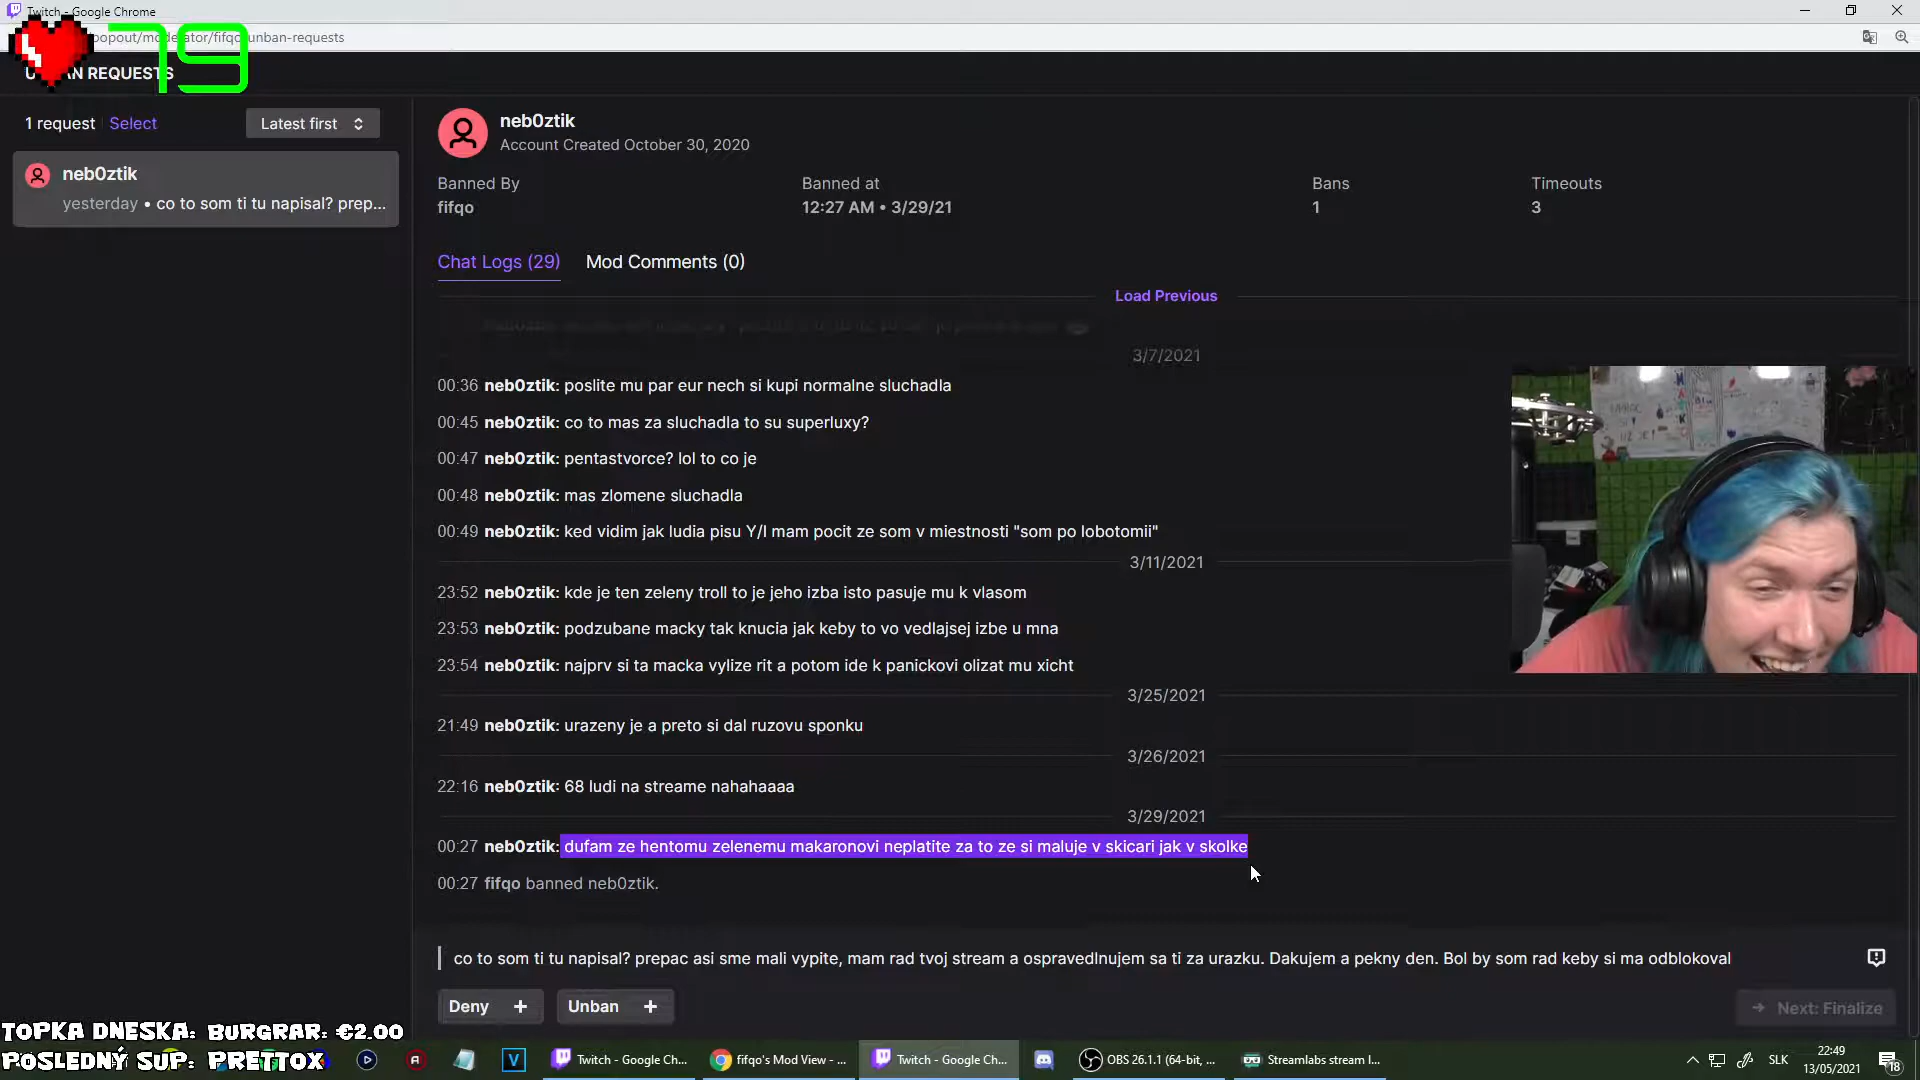 Twitch - Google Chrome
popout/moderator/fifqo/unban-requests
79
UNBAN REQUESTS
1 request Select Latest first
neb0ztik
yesterday • co to som ti tu napisal? prep...
neb0ztik
Account Created October 30, 2020
Banned By Banned at Bans Timeouts
fifqo 12:27 AM • 3/29/21 1 3
Chat Logs (29) Mod Comments (0)
Load Previous
3/7/2021
00:36 neb0ztik: poslite mu par eur nech si kupi normalne sluchadla
00:45 neb0ztik: co to mas za sluchadla to su superluxy?
00:47 neb0ztik: pentastvorce? lol to co je
00:48 neb0ztik: mas zlomene sluchadla
00:49 neb0ztik: ked vidim jak ludia pisu Y/I mam pocit ze som v miestnosti "som po lobotomii"
3/11/2021
23:52 neb0ztik: kde je ten zeleny troll to je jeho izba isto pasuje mu k vlasom
23:53 neb0ztik: podzubane macky tak knucia jak keby to vo vedlajsej izbe u mna
23:54 neb0ztik: najprv si ta macka vylize rit a potom ide k panickovi olizat mu xicht
3/25/2021
21:49 neb0ztik: urazeny je a preto si dal ruzovu sponku
3/26/2021
22:16 neb0ztik: 68 ludi na streame nahahaaaa
3/29/2021
00:27 neb0ztik: dufam ze hentomu zelenemu makaronovi neplatite za to ze si maluje v skicari jak v skolke
00:27 fifqo banned neb0ztik.
co to som ti tu napisal? prepac asi sme mali vypite, mam rad tvoj stream a ospravedlnujem sa ti za urazku. Dakujem a pekny den. Bol by som rad keby si ma odblokoval
Deny + Unban + → Next: Finalize
TOPKA DNESKA: BURGRAR: €2.00
POSLEDNÝ SUP: PRETTOX
Twitch - Google Ch... fifqo's Mod View - ... Twitch - Google Ch... OBS 26.1.1 (64-bit, ... Streamlabs stream l... SLK 22:49
13/05/2021 18